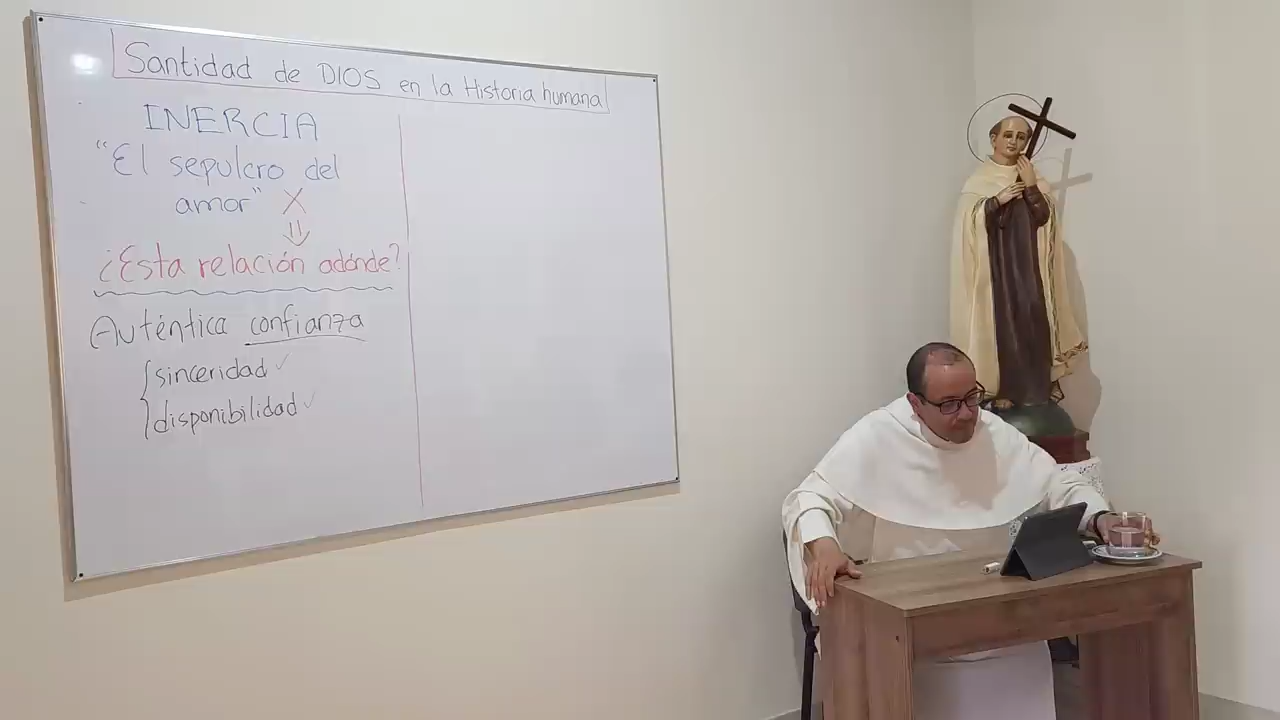 Santidad de DIOS en la Historia humana
INERCIA
"El sepulcro del
amor" X
¿Esta relación adónde?
Auténtica confianza
sinceridad ✓
disponibilidad ✓